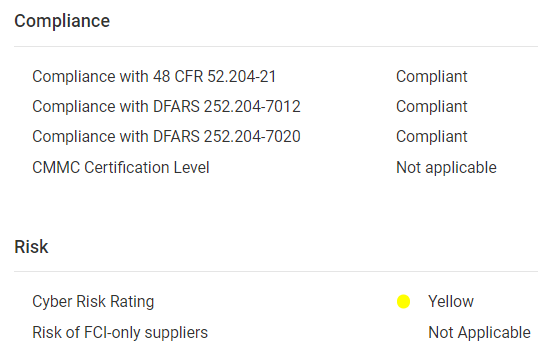 Compliance
Compliance with 48 CFR 52.204-21 Compliant
Compliance with DFARS 252.204-7012 Compliant
Compliance with DFARS 252.204-7020 Compliant
CMMC Certification Level Not applicable
Risk
Cyber Risk Rating Yellow
Risk of FCI-only suppliers Not Applicable